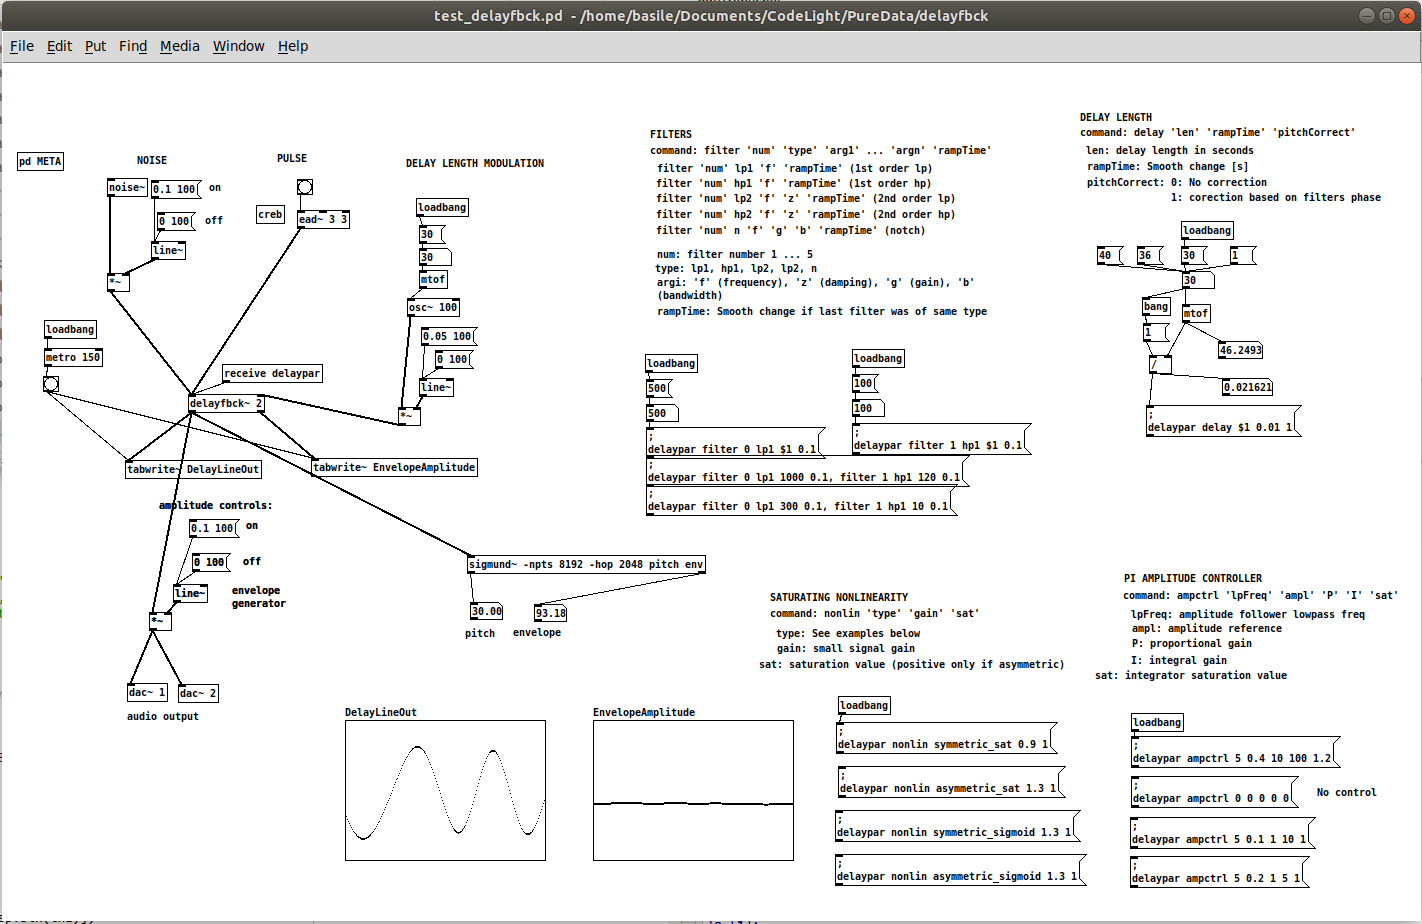 test_delayfbck.pd - /home/basile/Documents/CodeLight/PureData/delayfbck
File Edit Put Find Media Window Help
pd META
NOISE
noise~
0.1 100
on
0 100
off
line~
*~
PULSE
creb
ead~ 3 3
DELAY LENGTH MODULATION
loadbang
30
30
mtof
osc~ 100
0.05 100
0 100
line~
*~
loadbang
metro 150
receive delaypar
delayfbck~ 2
tabwrite~ DelayLineOut
tabwrite~ EnvelopeAmplitude
amplitude controls:
0.1 100
on
0 100
off
line~
envelope
generator
*~
dac~ 1
dac~ 2
audio output
sigmund~ -npts 8192 -hop 2048 pitch env
30.00
93.18
pitch
envelope
DelayLineOut
EnvelopeAmplitude
FILTERS
command: filter 'num' 'type' 'arg1' ... 'argn' 'rampTime'
filter 'num' lp1 'f' 'rampTime' (1st order lp)
filter 'num' hp1 'f' 'rampTime' (1st order hp)
filter 'num' lp2 'f' 'z' 'rampTime' (2nd order lp)
filter 'num' hp2 'f' 'z' 'rampTime' (2nd order hp)
filter 'num' n 'f' 'g' 'b' 'rampTime' (notch)
num: filter number 1 ... 5
type: lp1, hp1, lp2, lp2, n
argi: 'f' (frequency), 'z' (damping), 'g' (gain), 'b'
(bandwidth)
rampTime: Smooth change if last filter was of same type
loadbang
500
500
;
delaypar filter 0 lp1 $1 0.1
;
delaypar filter 0 lp1 1000 0.1, filter 1 hp1 120 0.1
;
delaypar filter 0 lp1 300 0.1, filter 1 hp1 10 0.1
loadbang
100
100
;
delaypar filter 1 hp1 $1 0.1
DELAY LENGTH
command: delay 'len' 'rampTime' 'pitchCorrect'
len: delay length in seconds
rampTime: Smooth change [s]
pitchCorrect: 0: No correction
1: corection based on filters phase
loadbang
40
36
30
1
30
bang
mtof
1
46.2493
/
0.021621
;
delaypar delay $1 0.01 1
SATURATING NONLINEARITY
command: nonlin 'type' 'gain' 'sat'
type: See examples below
gain: small signal gain
sat: saturation value (positive only if asymmetric)
loadbang
;
delaypar nonlin symmetric_sat 0.9 1
;
delaypar nonlin asymmetric_sat 1.3 1
;
delaypar nonlin symmetric_sigmoid 1.3 1
;
delaypar nonlin asymmetric_sigmoid 1.3 1
PI AMPLITUDE CONTROLLER
command: ampctrl 'lpFreq' 'ampl' 'P' 'I' 'sat'
lpFreq: amplitude follower lowpass freq
ampl: amplitude reference
P: proportional gain
I: integral gain
sat: integrator saturation value
loadbang
;
delaypar ampctrl 5 0.4 10 100 1.2
;
delaypar ampctrl 0 0 0 0 0
No control
;
delaypar ampctrl 5 0.1 1 10 1
;
delaypar ampctrl 5 0.2 1 5 1